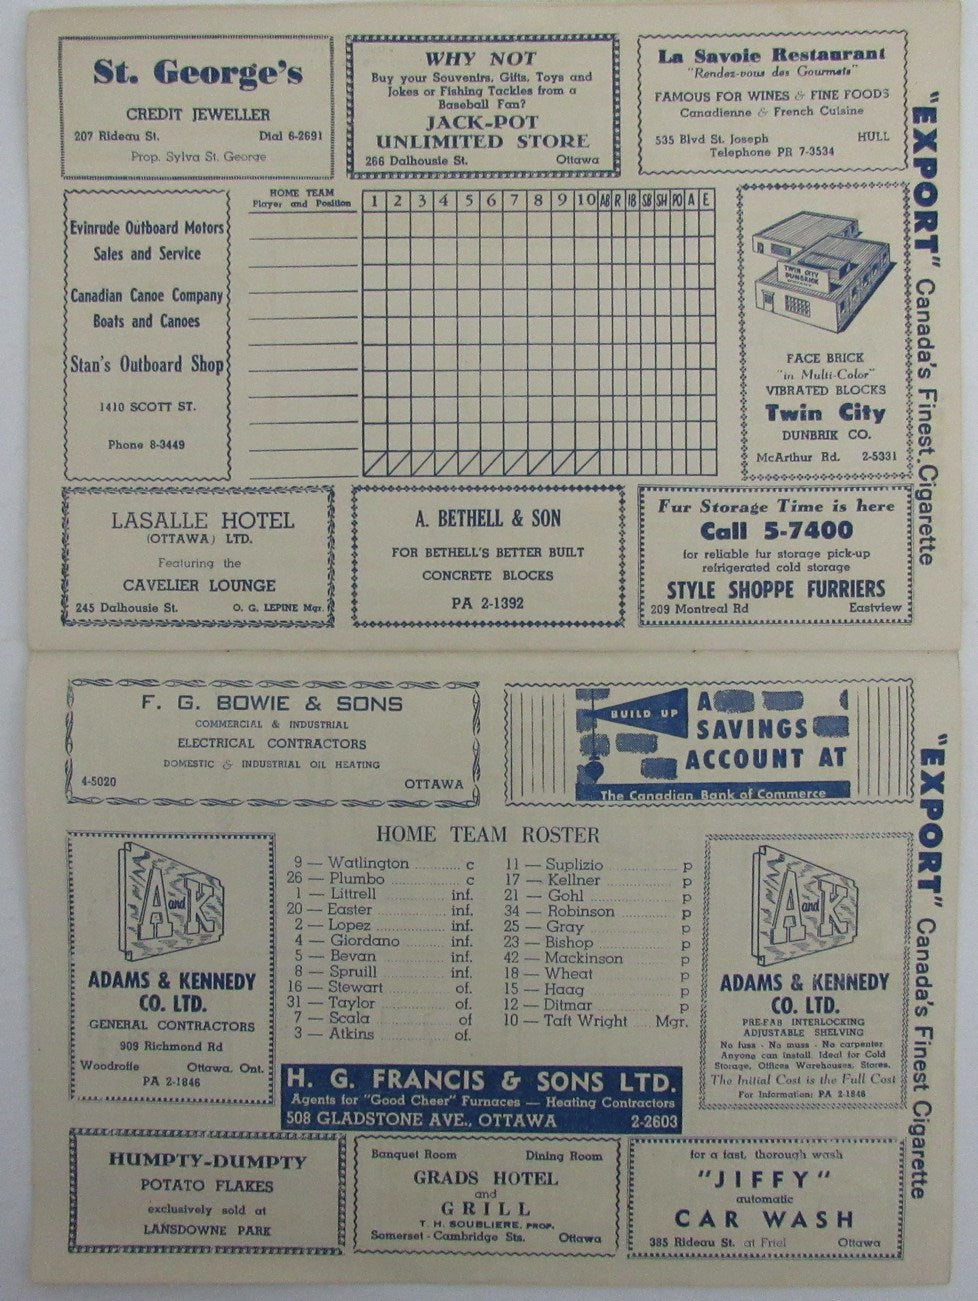 St. George's
CREDIT JEWELLER
207 Rideau St. Dial 6-2691
Prop. Sylva St. George
WHY NOT
Buy your Souvenirs, Gifts, Toys and
Jokes or Fishing Tackles from a
Baseball Fan?
JACK-POT
UNLIMITED STORE
266 Dalhousie St. Ottawa
La Savoie Restaurant
"Rendez-vous des Gourmets"
FAMOUS FOR WINES & FINE FOODS
Canadienne & French Cuisine
535 Blvd St. Joseph HULL
Telephone PR 7-3534
"EXPORT" Canada's Finest Cigarette
Evinrude Outboard Motors
Sales and Service
Canadian Canoe Company
Boats and Canoes
Stan's Outboard Shop
1410 SCOTT ST.
Phone 8-3449
HOME TEAM
Player and Position
1 2 3 4 5 6 7 8 9 10 AB R 1B SB SH PO A E
TWIN CITY
DUNBRICK
FACE BRICK
"in Multi-Color"
VIBRATED BLOCKS
Twin City
DUNBRIK CO.
McArthur Rd. 2-5331
LASALLE HOTEL
(OTTAWA) LTD.
Featuring the
CAVELIER LOUNGE
245 Dalhousie St. O. G. LEPINE Mgr.
A. BETHELL & SON
FOR BETHELL'S BETTER BUILT
CONCRETE BLOCKS
PA 2-1392
Fur Storage Time is here
Call 5-7400
for reliable fur storage pick-up
refrigerated cold storage
STYLE SHOPPE FURRIERS
209 Montreal Rd Eastview
F. G. BOWIE & SONS
COMMERCIAL & INDUSTRIAL
ELECTRICAL CONTRACTORS
DOMESTIC & INDUSTRIAL OIL HEATING
4-5020 OTTAWA
BUILD UP
A
SAVINGS
ACCOUNT AT
The Canadian Bank of Commerce
"EXPORT" Canada's Finest Cigarette
A and K
ADAMS & KENNEDY
CO. LTD.
GENERAL CONTRACTORS
909 Richmond Rd
Woodroffe Ottawa, Ont.
PA 2-1846
HOME TEAM ROSTER
9 — Watlington c
26 — Plumbo c
1 — Littrell inf.
20 — Easter inf.
2 — Lopez inf.
4 — Giordano inf.
5 — Bevan inf.
8 — Spruill inf.
16 — Stewart of.
31 — Taylor of.
7 — Scala of
3 — Atkins of.
11 — Suplizio p
17 — Kellner p
21 — Gohl p
34 — Robinson p
25 — Gray p
23 — Bishop p
42 — Mackinson p
18 — Wheat p
15 — Haag p
12 — Ditmar p
10 — Taft Wright Mgr.
A and K
ADAMS & KENNEDY
CO. LTD.
PRE-FAB INTERLOCKING
ADJUSTABLE SHELVING
No fuss - No muss - No carpenter
Anyone can install. Ideal for Cold
Storage, Offices Warehouses, Stores.
The Initial Cost is the Full Cost
For Information: PA 2-1846
H. G. FRANCIS & SONS LTD.
Agents for "Good Cheer" Furnaces — Heating Contractors
508 GLADSTONE AVE., OTTAWA 2-2603
HUMPTY-DUMPTY
POTATO FLAKES
exclusively sold at
LANSDOWNE PARK
Banquet Room Dining Room
GRADS HOTEL
and
GRILL
T. H. SOUBLIERE, PROP.
Somerset - Cambridge Sts. Ottawa
for a fast, thorough wash
"JIFFY"
automatic
CAR WASH
385 Rideau St. at Friel Ottawa